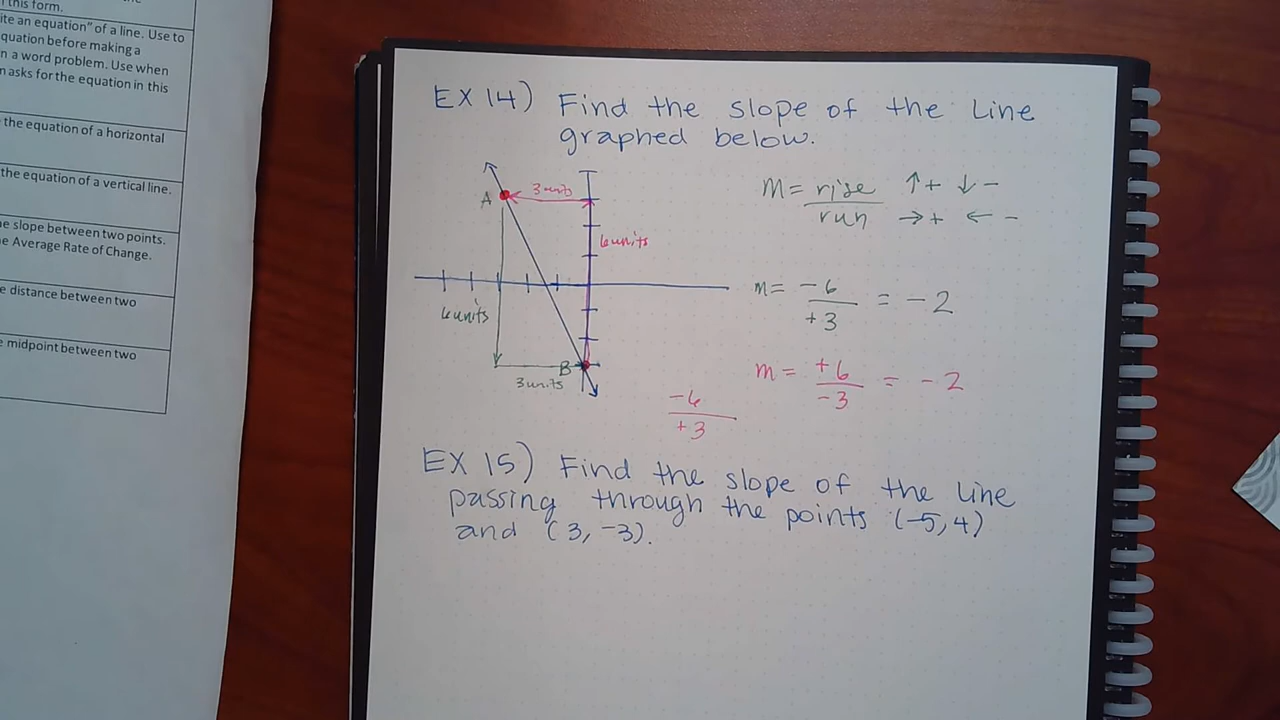 this form.
ite an equation" of a line. Use to
quation before making a
n a word problem. Use when
n asks for the equation in this
the equation of a horizontal
the equation of a vertical line.
e slope between two points.
e Average Rate of Change.
e distance between two
e midpoint between two
EX 14) Find the slope of the line
graphed below.
A
3 units
6 units
6 units
B
3 units
m = rise ↑+ ↓-
run →+ ←-
m = -6 = -2
+3
m = +6 = -2
-3
-6
+3
EX 15) Find the slope of the line
passing through the points (-5,4)
and (3, -3).